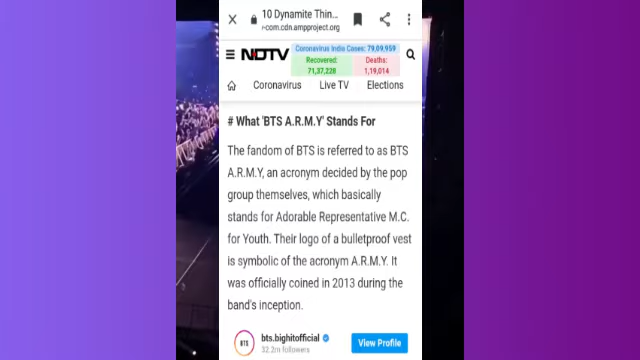 10 Dynamite Thin...
r-com.cdn.ampproject.org
NDTV
Coronavirus India Cases: 79,09,959
Recovered: 71,37,228
Deaths: 1,19,014
Coronavirus Live TV Elections
# What 'BTS A.R.M.Y' Stands For
The fandom of BTS is referred to as BTS
A.R.M.Y, an acronym decided by the pop
group themselves, which basically
stands for Adorable Representative M.C.
for Youth. Their logo of a bulletproof vest
is symbolic of the acronym A.R.M.Y. It
was officially coined in 2013 during the
band's inception.
BTS
bts.bighitofficial
32.2m followers
View Profile